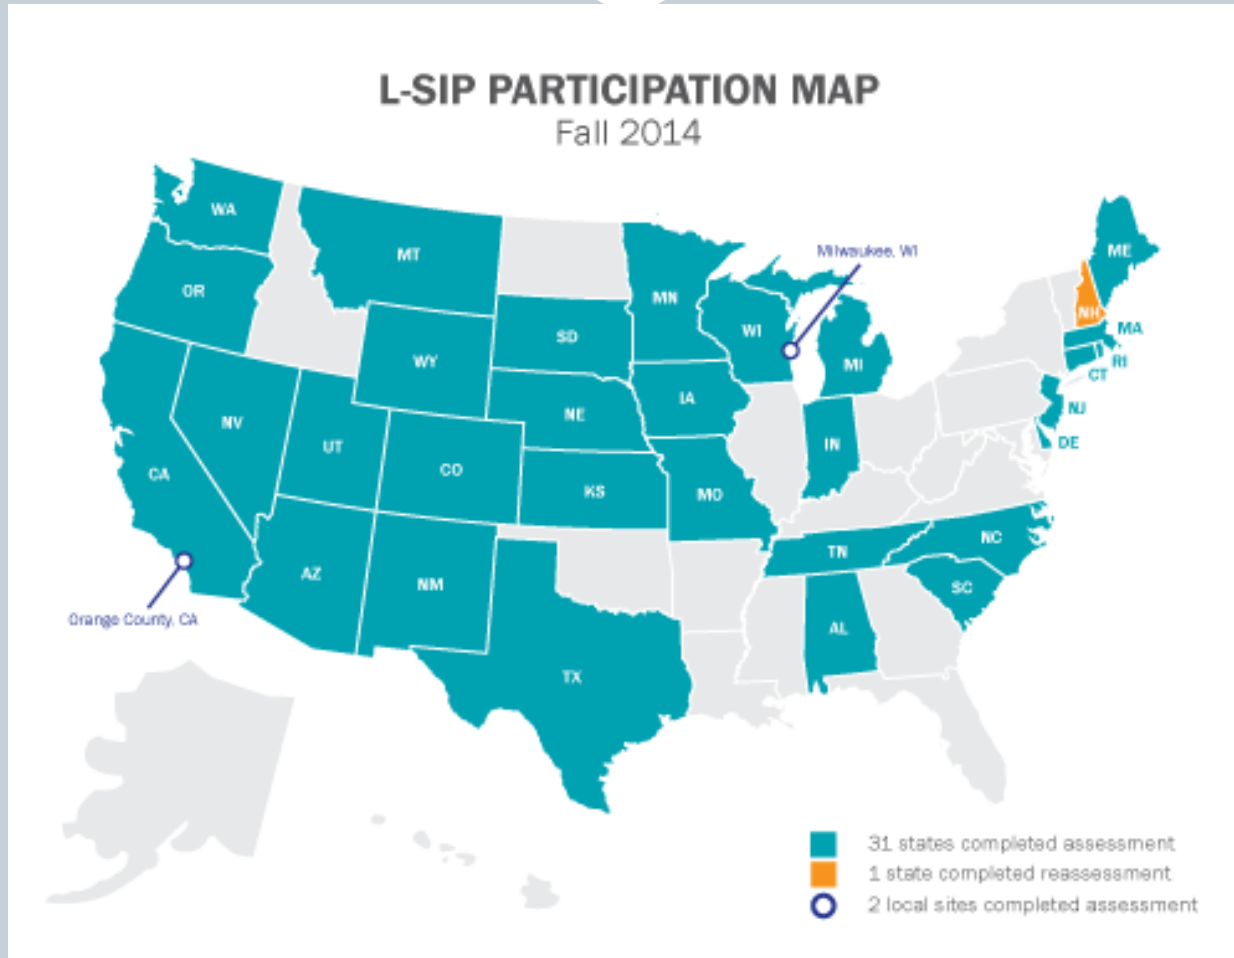 L-SIP PARTICIPATION MAP
Fall 2014
WA
MT
ME
OR
Milwaukee, WI
MN
NH
SD
WI
MA
WY
MI
RI
CT
IA
NE
NJ
NV
UT
IN
DE
CO
CA
KS
MO
NC
TN
AZ
NM
SC
Orange County, CA
AL
TX
31 states completed assessment
1 state completed reassessment
2 local sites completed assessment